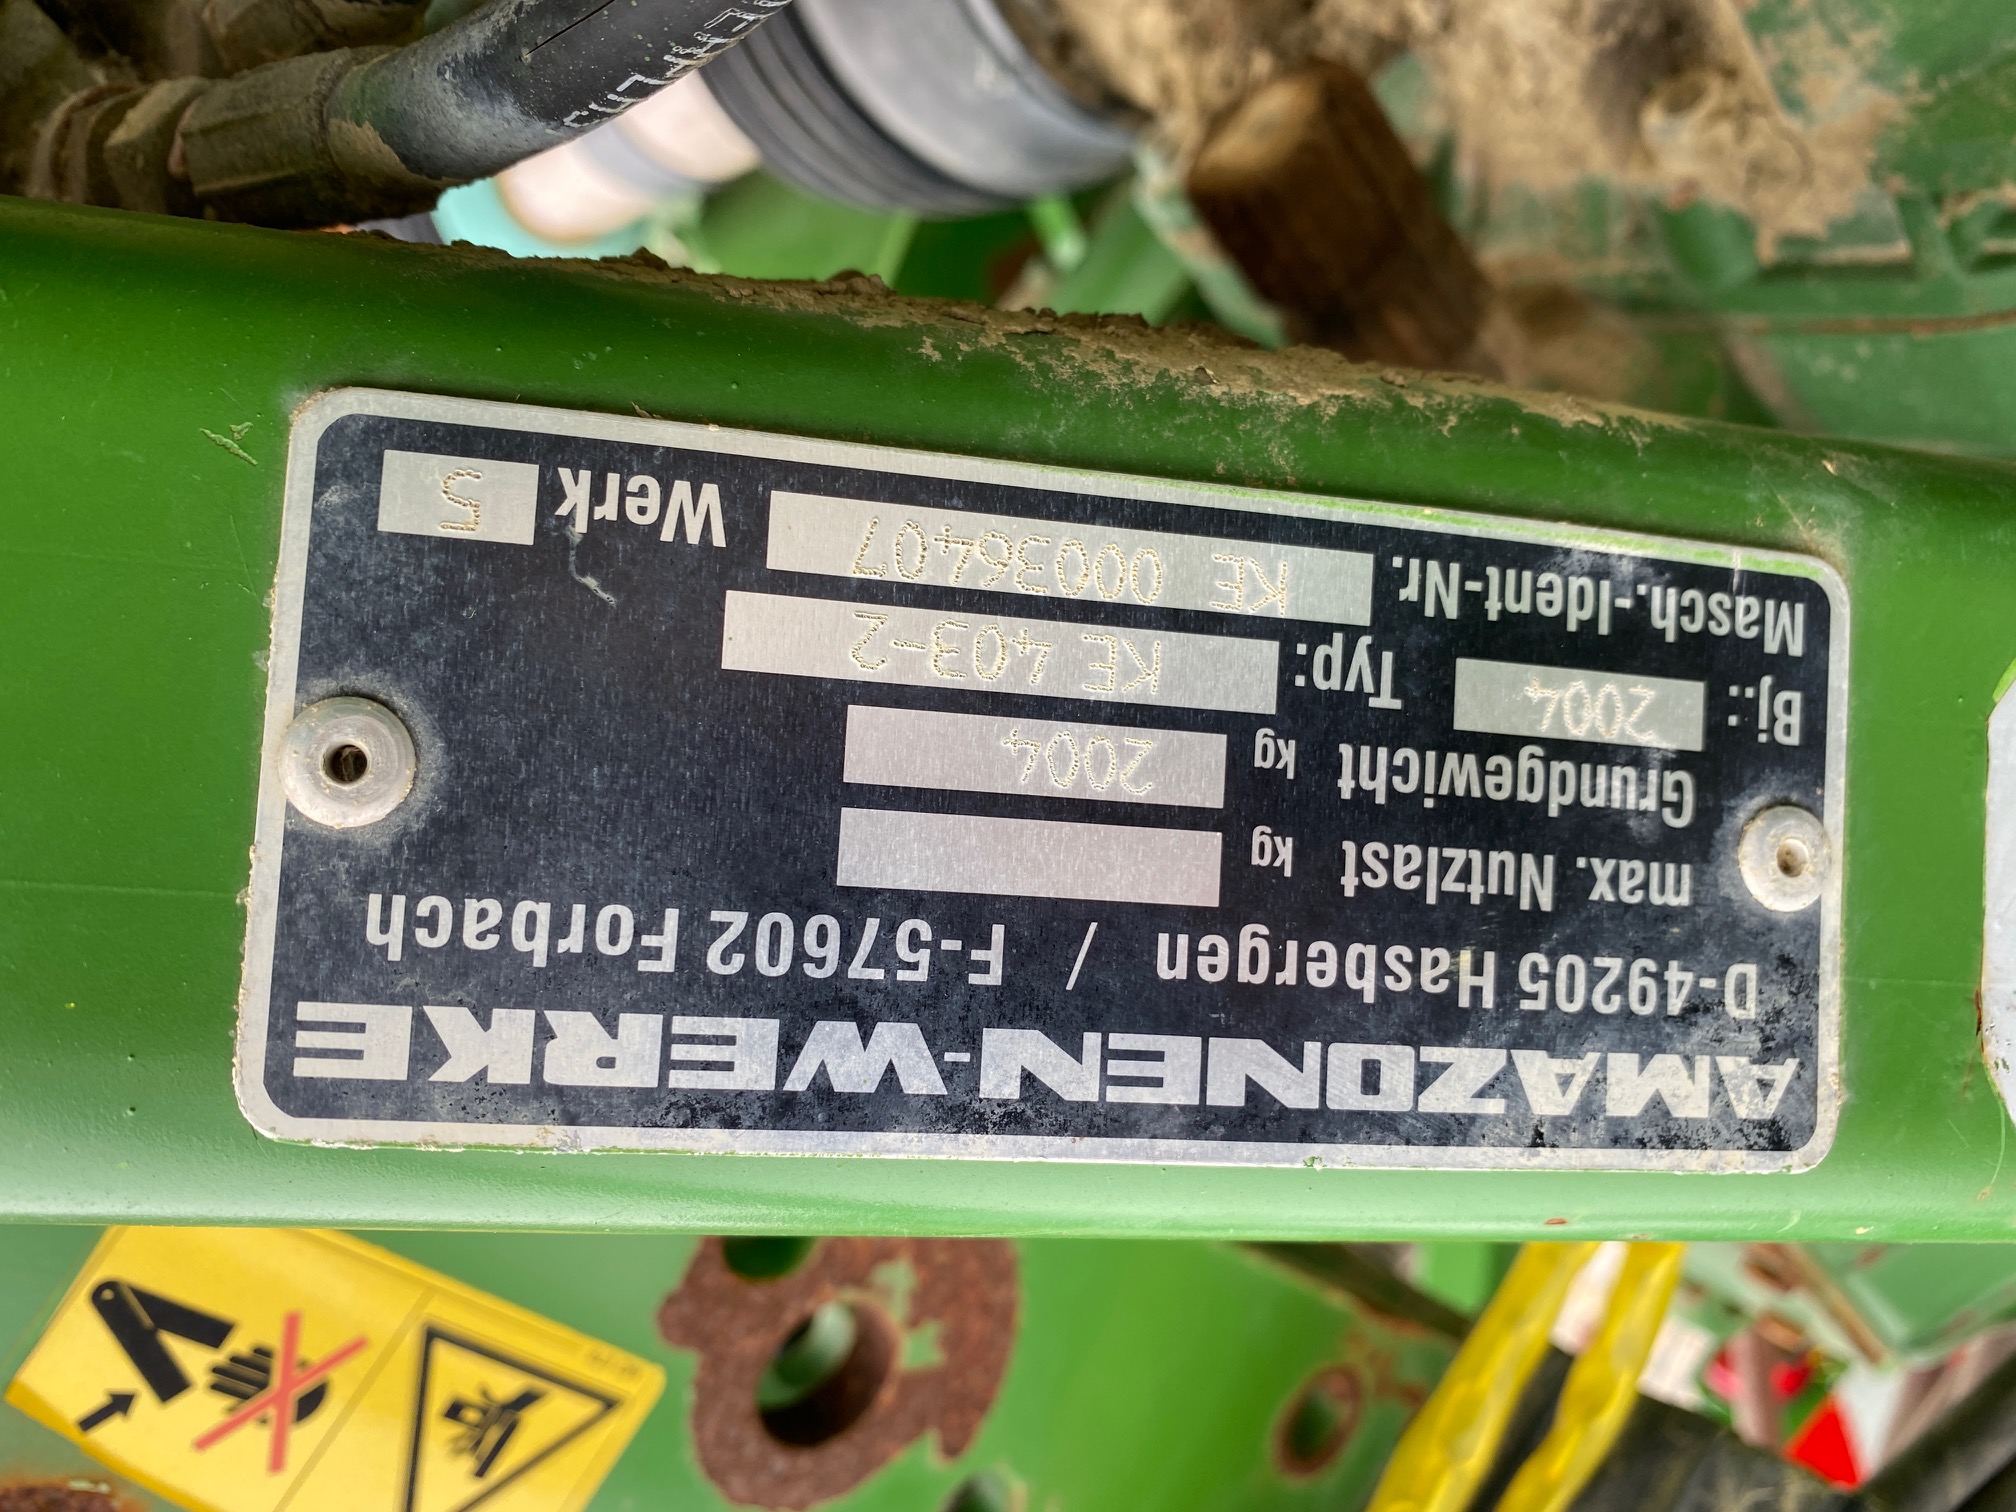 AMAZONEN-WERKE
D-49205 Hasbergen / F-57602 Forbach
max. Nutzlast kg
Grundgewicht kg 2004
Bj.: 2004 Typ: KE 403-2
Masch.-Ident-Nr. KE 00036407 Werk 5